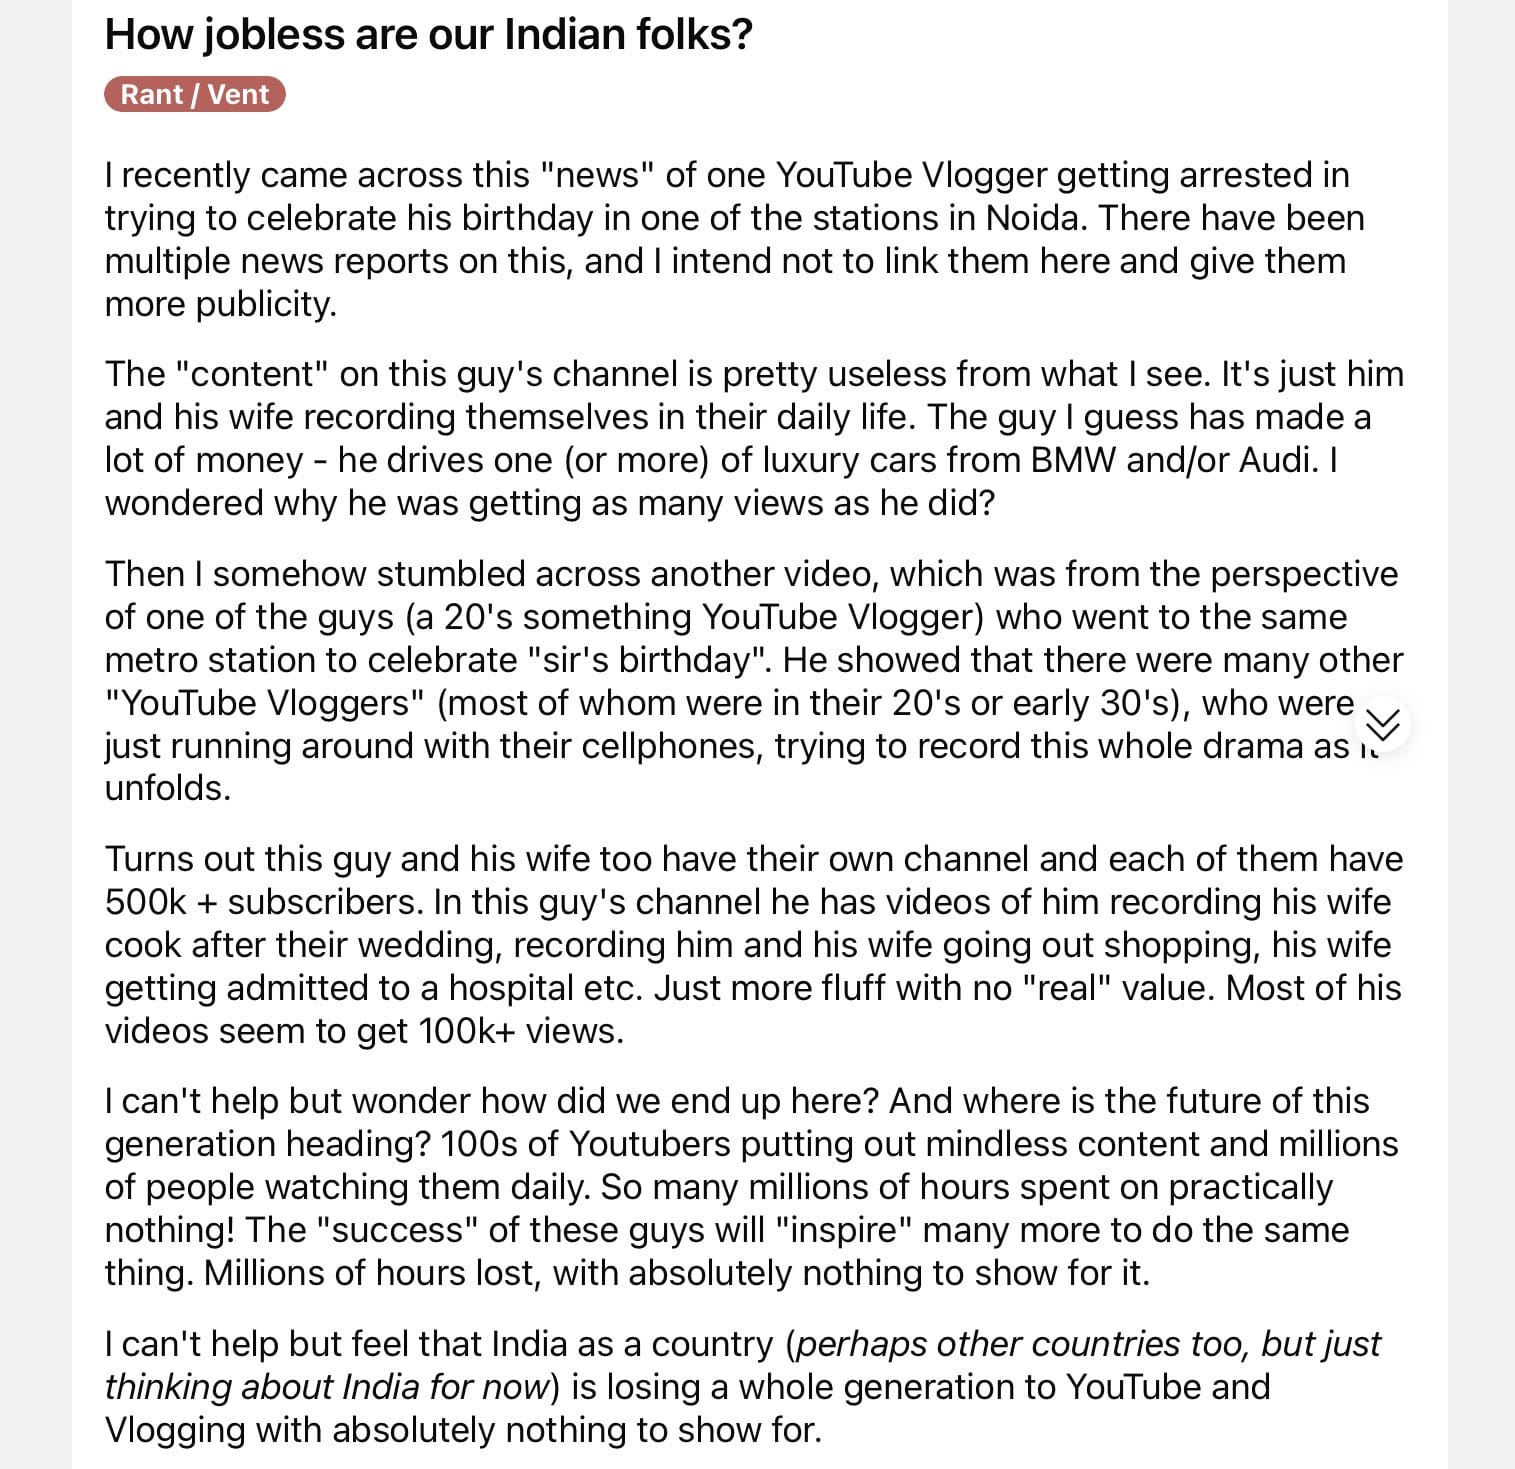 How jobless are our Indian folks?
Rant / Vent
I recently came across this "news" of one YouTube Vlogger getting arrested in
trying to celebrate his birthday in one of the stations in Noida. There have been
multiple news reports on this, and I intend not to link them here and give them
more publicity.
The "content" on this guy's channel is pretty useless from what I see. It's just him
and his wife recording themselves in their daily life. The guy I guess has made a
lot of money - he drives one (or more) of luxury cars from BMW and/or Audi. I
wondered why he was getting as many views as he did?
Then I somehow stumbled across another video, which was from the perspective
of one of the guys (a 20's something YouTube Vlogger) who went to the same
metro station to celebrate "sir's birthday". He showed that there were many other
"YouTube Vloggers" (most of whom were in their 20's or early 30's), who were
just running around with their cellphones, trying to record this whole drama as it
unfolds.
Turns out this guy and his wife too have their own channel and each of them have
500k + subscribers. In this guy's channel he has videos of him recording his wife
cook after their wedding, recording him and his wife going out shopping, his wife
getting admitted to a hospital etc. Just more fluff with no "real" value. Most of his
videos seem to get 100k+ views.
I can't help but wonder how did we end up here? And where is the future of this
generation heading? 100s of Youtubers putting out mindless content and millions
of people watching them daily. So many millions of hours spent on practically
nothing! The "success" of these guys will "inspire" many more to do the same
thing. Millions of hours lost, with absolutely nothing to show for it.
I can't help but feel that India as a country (perhaps other countries too, but just
thinking about India for now) is losing a whole generation to YouTube and
Vlogging with absolutely nothing to show for.